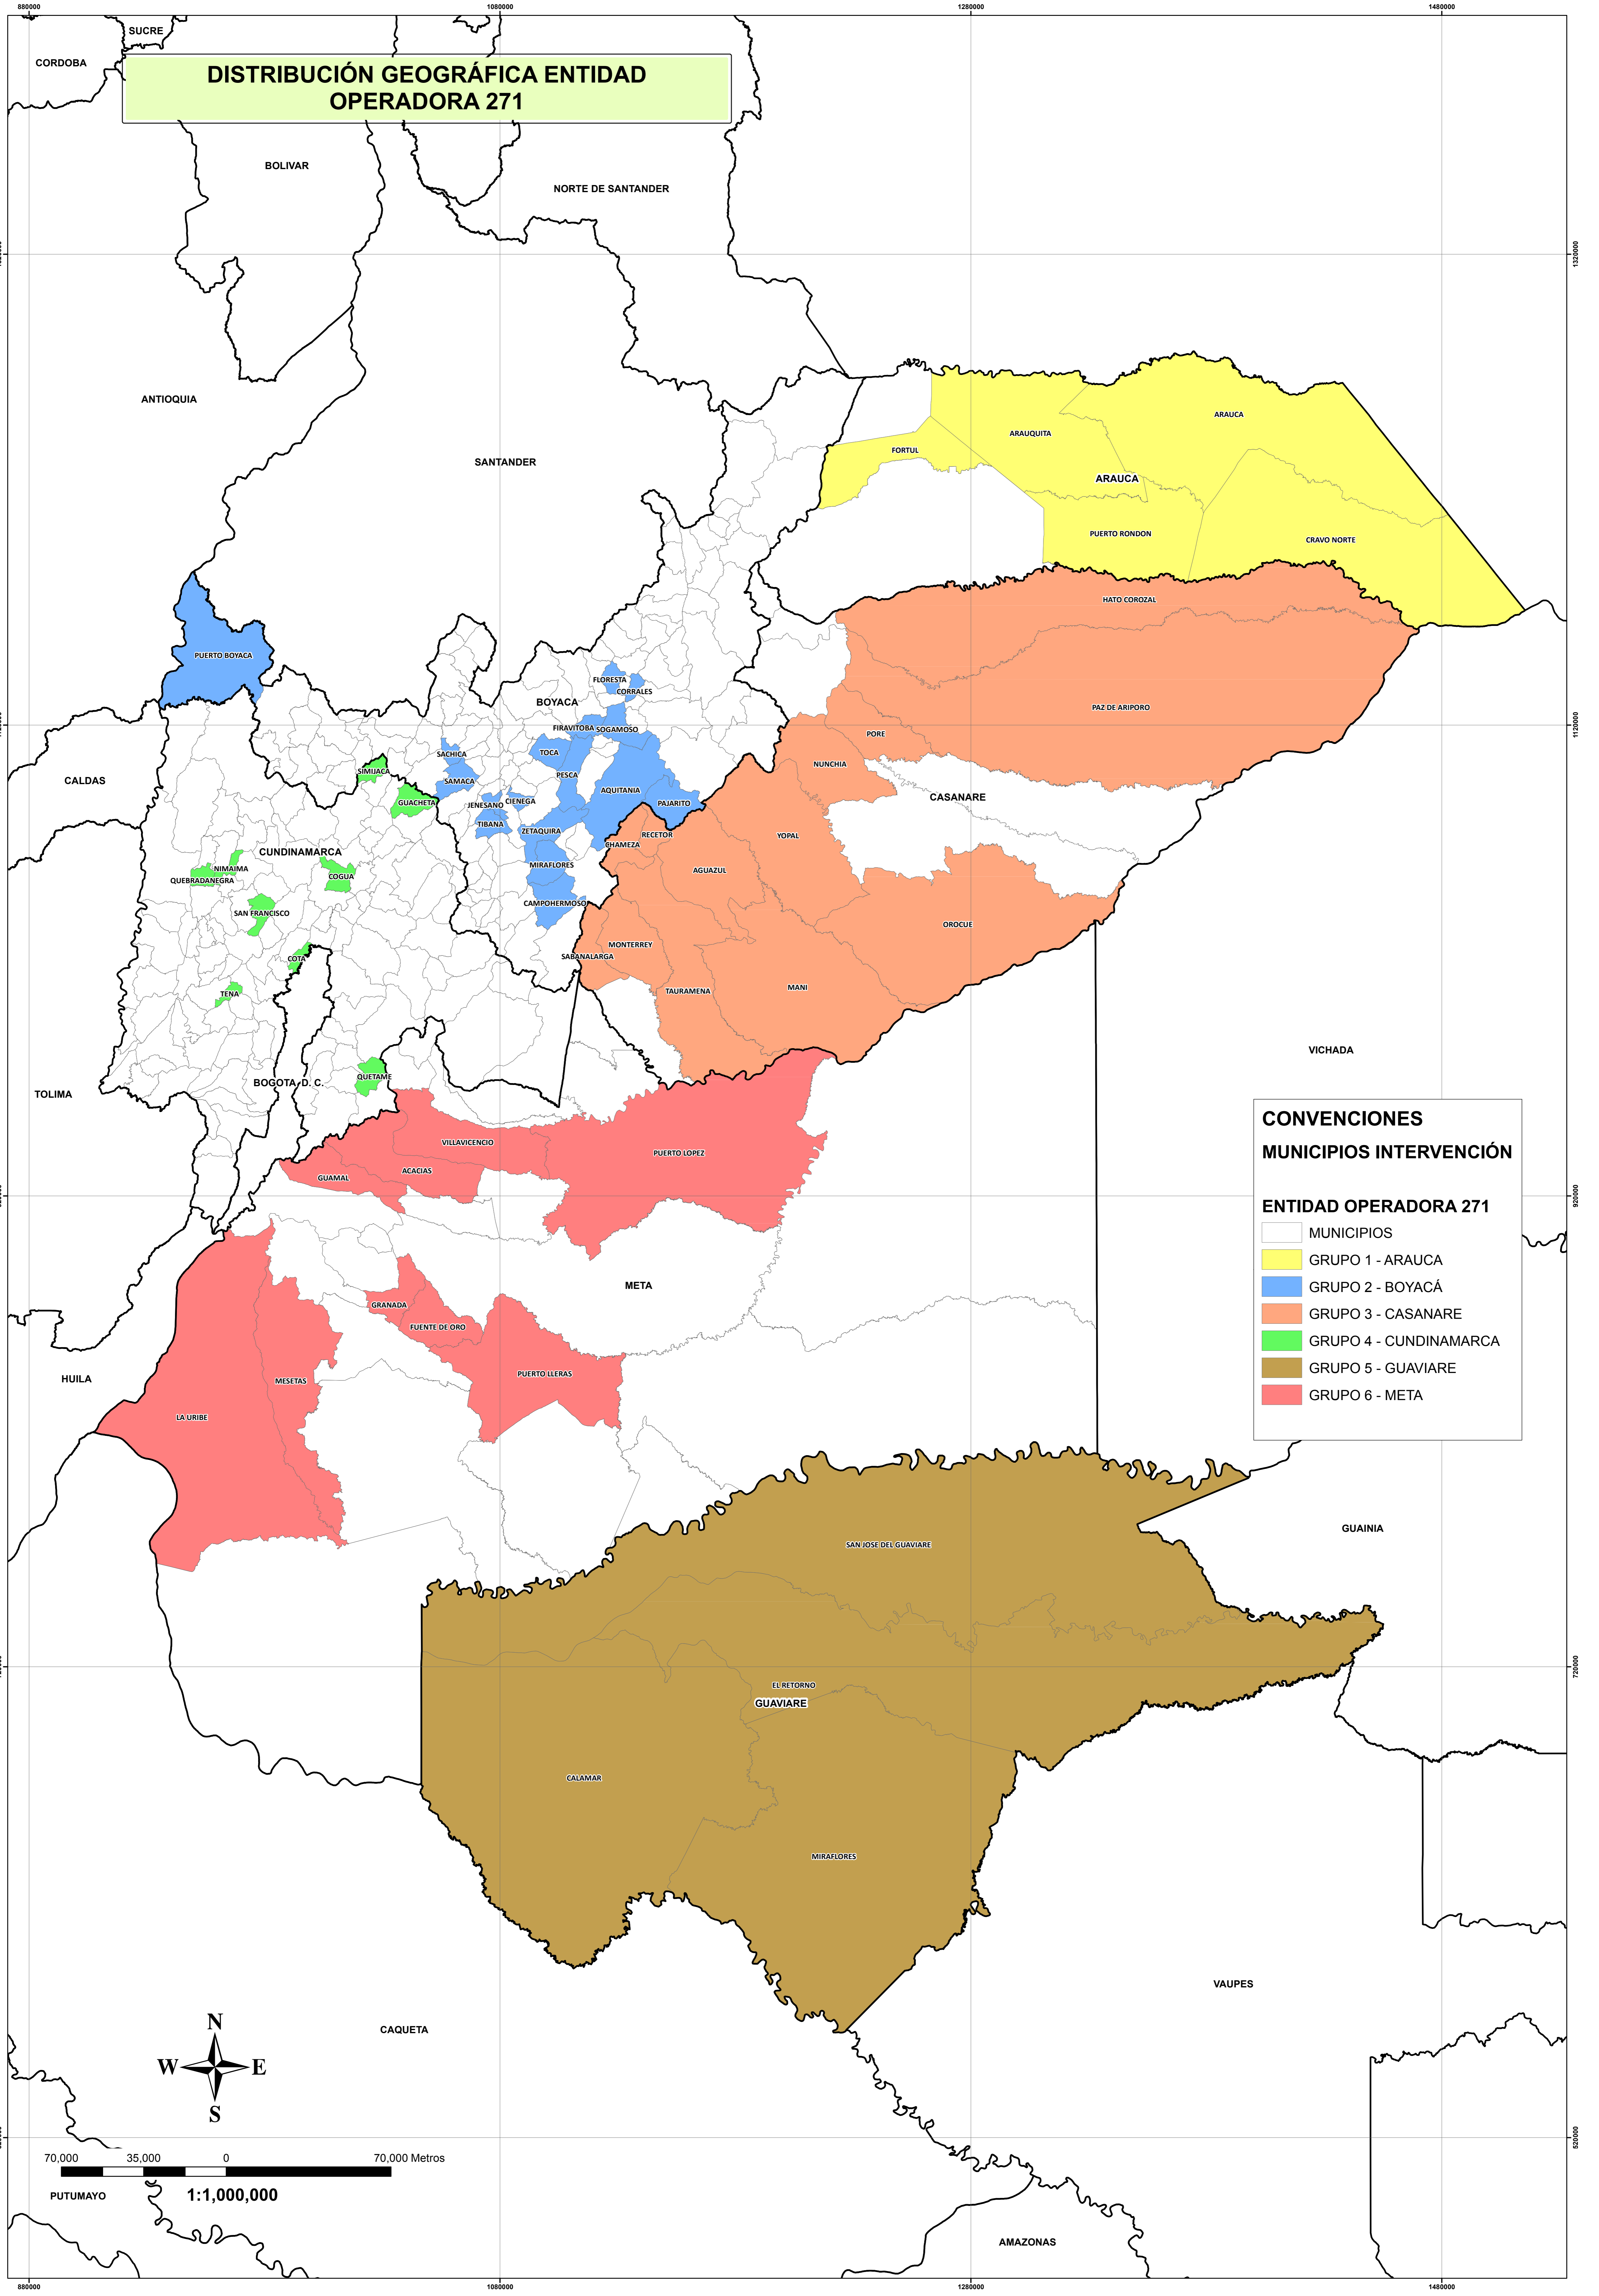 880000
1080000
1280000
1480000
SUCRE
CORDOBA
DISTRIBUCIÓN GEOGRÁFICA ENTIDAD
OPERADORA 271
BOLIVAR
NORTE DE SANTANDER
1320000
ANTIOQUIA
ARAUCA
ARAUQUITA
FORTUL
SANTANDER
ARAUCA
PUERTO RONDON
CRAVO NORTE
HATO COROZAL
PUERTO BOYACA
FLORESTA
CORRALES
BOYACA
PAZ DE ARIPORO
1120000
FIRAVITOBA
SOGAMOSO
PORE
SACHICA
TOCA
NUNCHIA
SIMIJACA
PESCA
CALDAS
SAMACA
AQUITANIA
CASANARE
GUACHETA
JENESANO
CIENEGA
PAJARITO
TIBANA
ZETAQUIRA
RECETOR
YOPAL
CHAMEZA
CUNDINAMARCA
MIRAFLORES
NIMAIMA
AGUAZUL
QUEBRADANEGRA
COGUA
CAMPOHERMOSO
SAN FRANCISCO
OROCUE
MONTERREY
COTA
SABANALARGA
TENA
TAURAMENA
MANI
VICHADA
QUETAME
BOGOTA D. C.
TOLIMA
CONVENCIONES
MUNICIPIOS INTERVENCIÓN
ENTIDAD OPERADORA 271
MUNICIPIOS
GRUPO 1 - ARAUCA
GRUPO 2 - BOYACÁ
GRUPO 3 - CASANARE
GRUPO 4 - CUNDINAMARCA
GRUPO 5 - GUAVIARE
GRUPO 6 - META
VILLAVICENCIO
PUERTO LOPEZ
ACACIAS
GUAMAL
920000
META
GRANADA
FUENTE DE ORO
PUERTO LLERAS
HUILA
MESETAS
LA URIBE
GUAINIA
SAN JOSE DEL GUAVIARE
720000
EL RETORNO
GUAVIARE
CALAMAR
MIRAFLORES
VAUPES
CAQUETA
N
W
E
S
520000
70,000
35,000
0
70,000 Metros
1:1,000,000
PUTUMAYO
AMAZONAS
880000
1080000
1280000
1480000